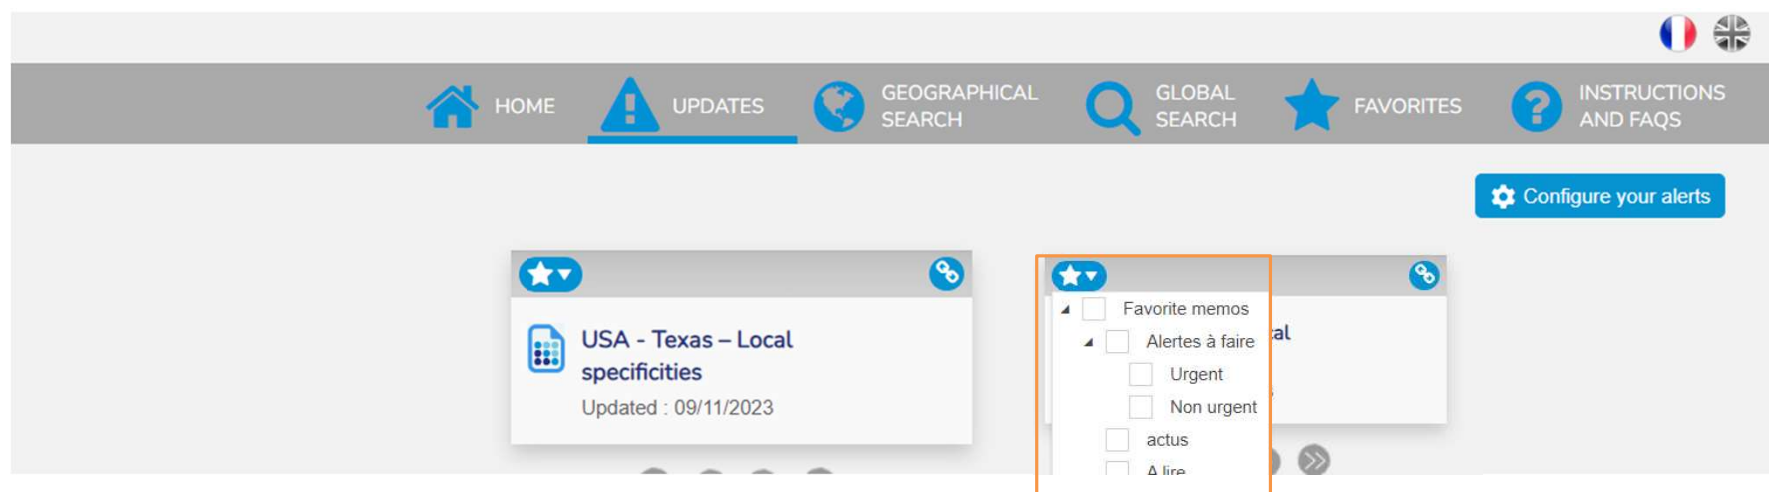 HOME
UPDATES
GEOGRAPHICAL
SEARCH
GLOBAL
SEARCH
FAVORITES
INSTRUCTIONS
AND FAQS
Configure your alerts
USA - Texas – Local
specificities
Updated : 09/11/2023
Favorite memos
Alertes à faire
Urgent
Non urgent
actus
A lire